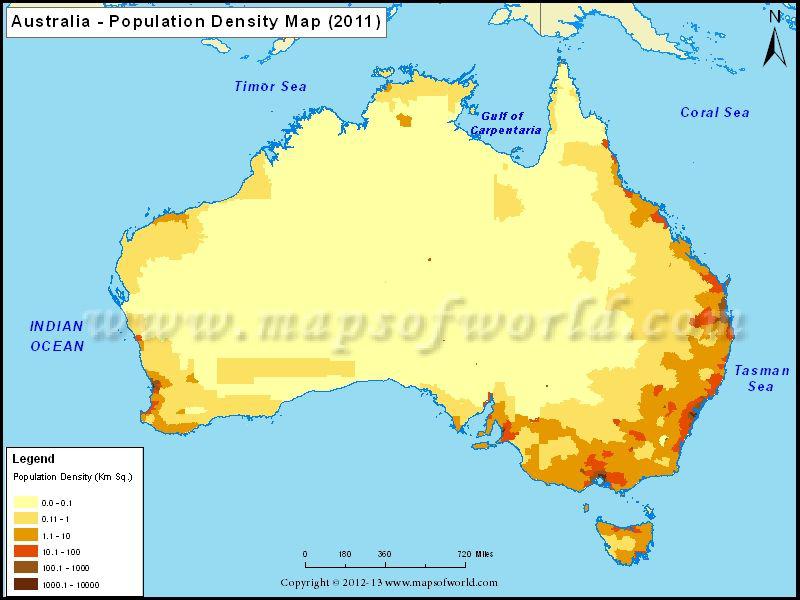 Australia - Population Density Map (2011)
N
Timor Sea
Gulf of
Carpentaria
Coral Sea
www.mapsofworld.com
INDIAN
OCEAN
Tasman
Sea
Legend
Population Density (Km Sq.)
0.0 - 0.1
0.11 - 1
1.1 - 10
10.1 - 100
100.1 - 1000
1000.1 - 10000
0 180 360 720 Miles
Copyright © 2012-13 www.mapsofworld.com